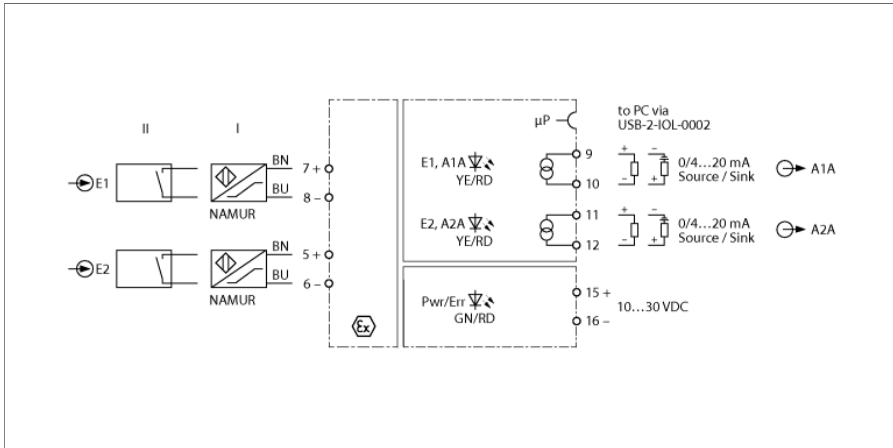 II
I
to PC via
USB-2-IOL-0002
µP
E1
BN
7 +
BU
8 –
NAMUR
E1, A1A
YE/RD
9
10
+ –
– +
0/4…20 mA
Source / Sink
A1A
E2
BN
5 +
BU
6 –
NAMUR
E2, A2A
YE/RD
11
12
+ –
– +
0/4…20 mA
Source / Sink
A2A
Ex
Pwr/Err
GN/RD
15 +
16 –
10…30 VDC